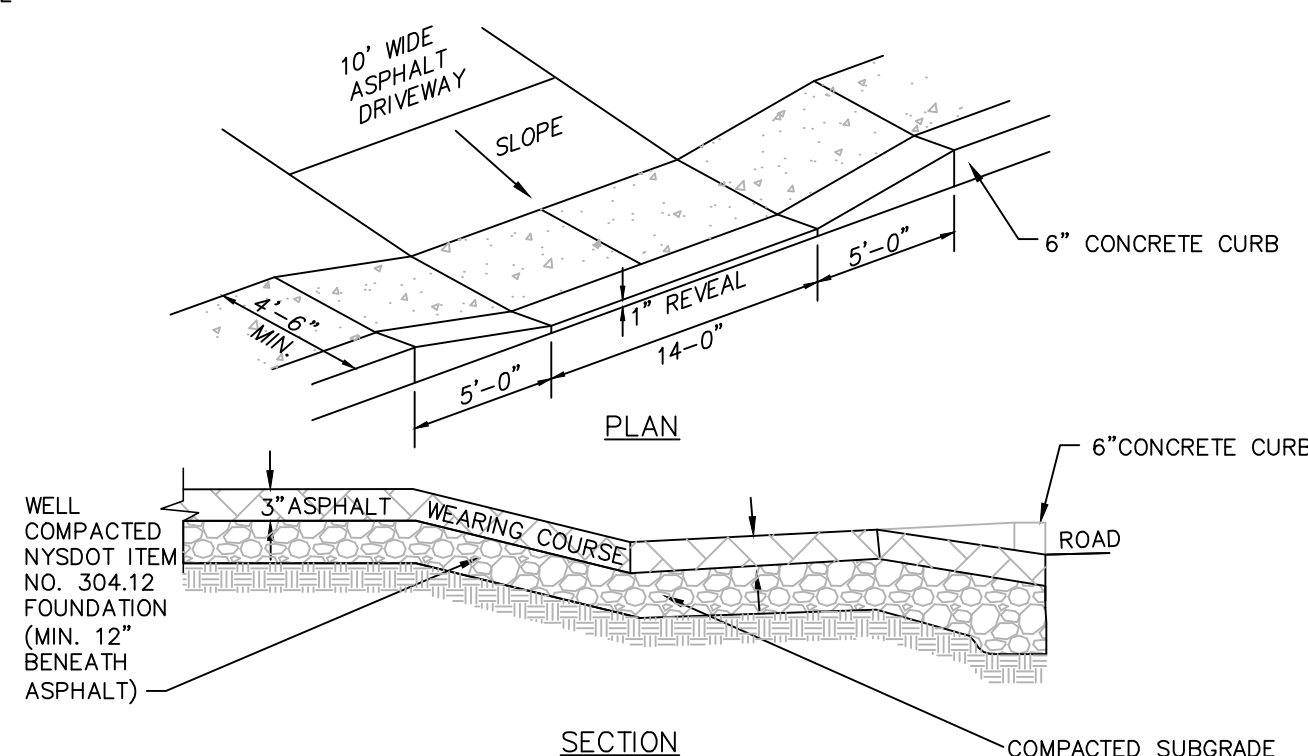 10' WIDE
ASPHALT
DRIVEWAY
SLOPE
6" CONCRETE CURB
4'-6"
MIN.
1" REVEAL
5'-0"
14-0"
5'-0"
PLAN
6"CONCRETE CURB
WELL
COMPACTED
NYSDOT ITEM
NO. 304.12
FOUNDATION
(MIN. 12"
BENEATH
ASPHALT)
3"ASPHALT
WEARING COURSE
ROAD
SECTION
COMPACTED SUBGRADE